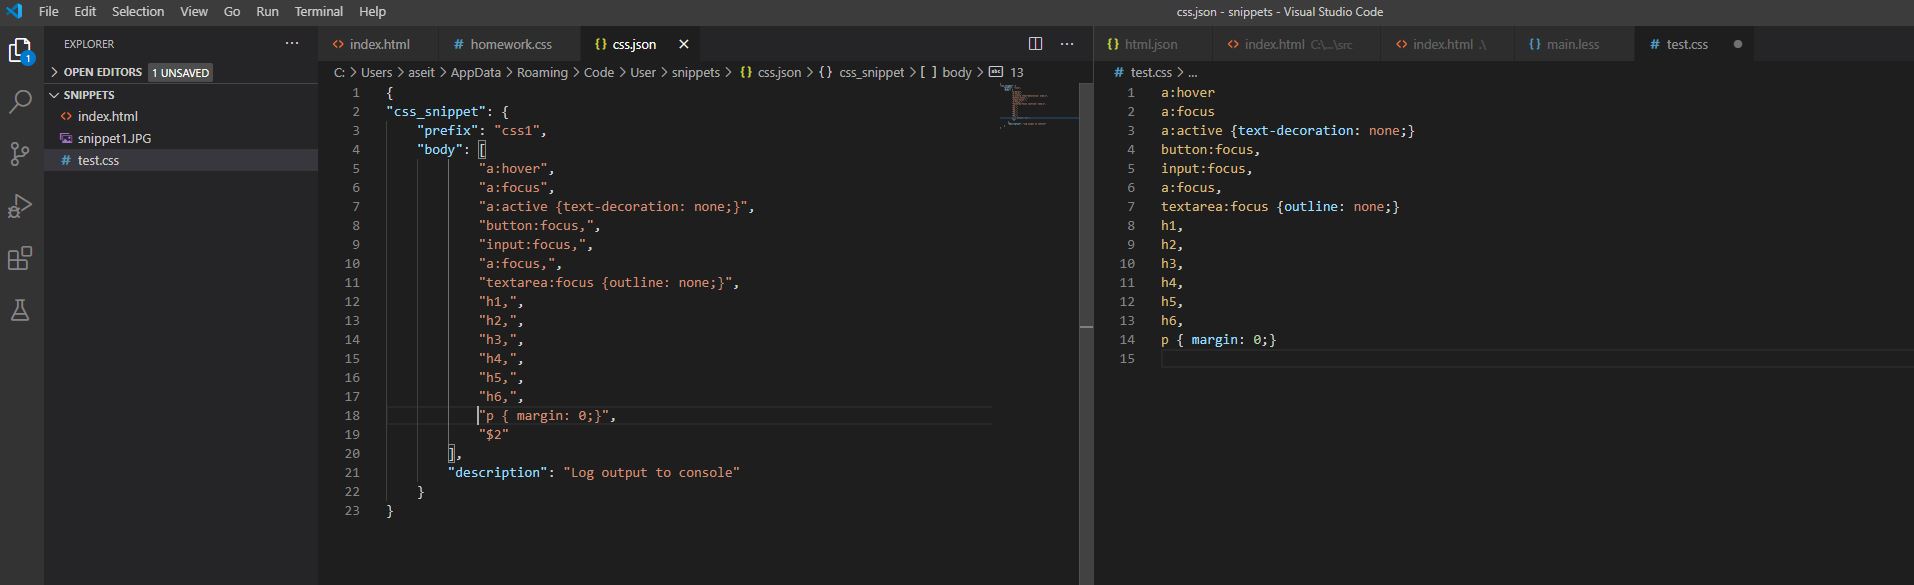 File Edit Selection View Go Run Terminal Help
css.json - snippets - Visual Studio Code
1
EXPLORER ...
OPEN EDITORS 1 UNSAVED
SNIPPETS
<> index.html
snippet1.JPG
# test.css
<> index.html # homework.css {} css.json
C: > Users > aseit > AppData > Roaming > Code > User > snippets > {} css.json > {} css_snippet > [ ] body > abc 13
1 {
2 "css_snippet": {
3 "prefix": "css1",
4 "body": [
5 "a:hover",
6 "a:focus",
7 "a:active {text-decoration: none;}",
8 "button:focus,",
9 "input:focus,",
10 "a:focus,",
11 "textarea:focus {outline: none;}",
12 "h1,",
13 "h2,",
14 "h3,",
15 "h4,",
16 "h5,",
17 "h6,",
18 "p { margin: 0;}",
19 "$2"
20 ],
21 "description": "Log output to console"
22 }
23 }
{} html.json <> index.html C:\...\src <> index.html .\ {} main.less # test.css
# test.css > ...
1 a:hover
2 a:focus
3 a:active {text-decoration: none;}
4 button:focus,
5 input:focus,
6 a:focus,
7 textarea:focus {outline: none;}
8 h1,
9 h2,
10 h3,
11 h4,
12 h5,
13 h6,
14 p { margin: 0;}
15